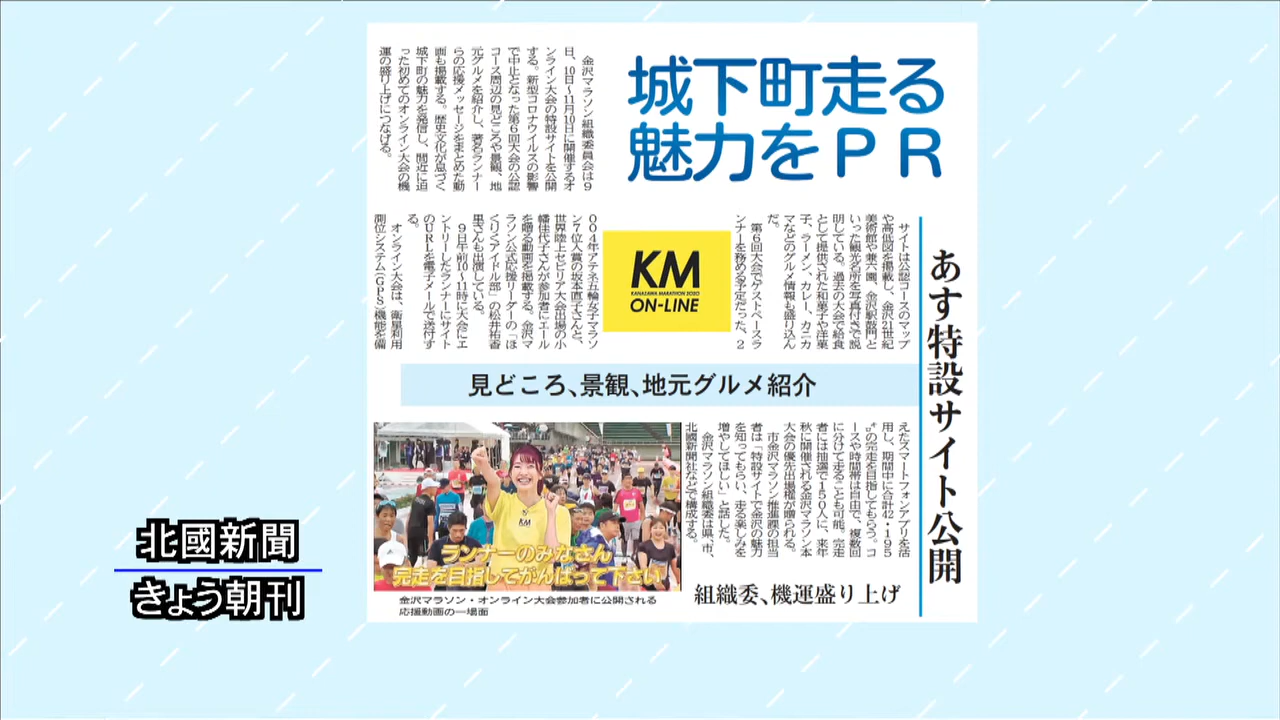 城下町走る
魅力をＰＲ
あす特設サイト公開
金沢マラソン組織委員会は９
日、10日～11月10日に開催するオ
ンライン大会の特設サイトを公開
する。新型コロナウイルスの影響
で中止となった第６回大会の公認
コース周辺の見どころや景観、地
元グルメを紹介し、著名ランナー
らの応援メッセージをまとめた動
画も掲載する。歴史文化が息づく
城下町の魅力を発信し、間近に迫
った初めてのオンライン大会の機
運の盛り上げにつなげる。
サイトは公認コースのマップ
や高低図を掲載し、金沢21世紀
美術館や兼六園、金沢駅鼓門と
いった観光名所を写真付きで説
明している。過去の大会で給食
として提供された和菓子や洋菓
子、ラーメン、カレー、カニカ
マなどのグルメ情報も盛り込ん
だ。
第６回大会でゲストペースラ
ンナーを務める予定だった、２
００４年アテネ五輪女子マラソ
ン７位入賞の坂本直子さんと、
世界陸上セビリア大会出場の小
幡佳代子さんが参加者にエール
を贈る動画を掲載する。金沢マ
ラソン公式応援リーダーの「ほ
くりくアイドル部」の松井祐香
里さんも出演している。
９日午前10～11時に大会にエ
ントリーしたランナーにサイト
のＵＲＬを電子メールで送付す
る。
オンライン大会は、衛星利用
測位システム（ＧＰＳ）機能を備
KM
KANAZAWA MARATHON 2020
ON-LINE
見どころ、景観、地元グルメ紹介
えたスマートフォンアプリを活
用し、期間中に合計42・195
㌔の完走を目指してもらう。コ
ースや時間帯は自由で、複数回
に分けて走ることも可能。完走
者には抽選で150人に、来年
秋に開催される金沢マラソン本
大会の優先出場権が贈られる。
市金沢マラソン推進課の担当
者は「特設サイトで金沢の魅力
を知ってもらい、走る楽しみを
増やしてほしい」と話した。
金沢マラソン組織委は県、市、
北國新聞社などで構成する。
組織委、機運盛り上げ
KM
ランナーのみなさん
完走を目指してがんばって下さい
金沢マラソン・オンライン大会参加者に公開される
応援動画の一場面
北國新聞
きょう朝刊